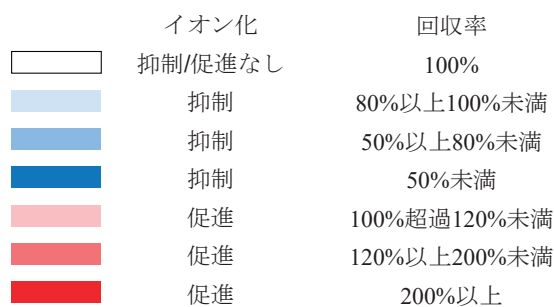 イオン化 回収率
抑制/促進なし 100%
抑制 80%以上100%未満
抑制 50%以上80%未満
抑制 50%未満
促進 100%超過120%未満
促進 120%以上200%未満
促進 200%以上